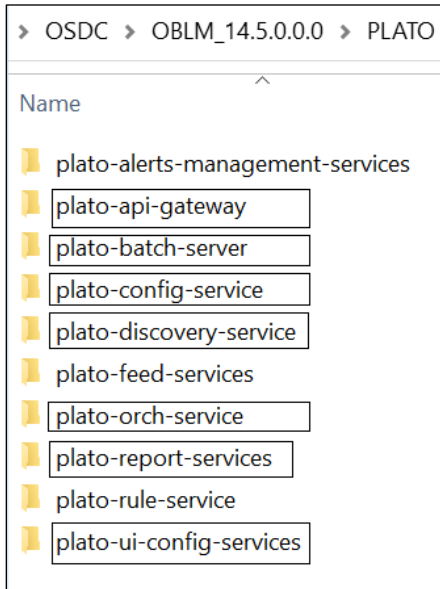 > OSDC > OBLM_14.5.0.0.0 > PLATO
Name
plato-alerts-management-services
plato-api-gateway
plato-batch-server
plato-config-service
plato-discovery-service
plato-feed-services
plato-orch-service
plato-report-services
plato-rule-service
plato-ui-config-services